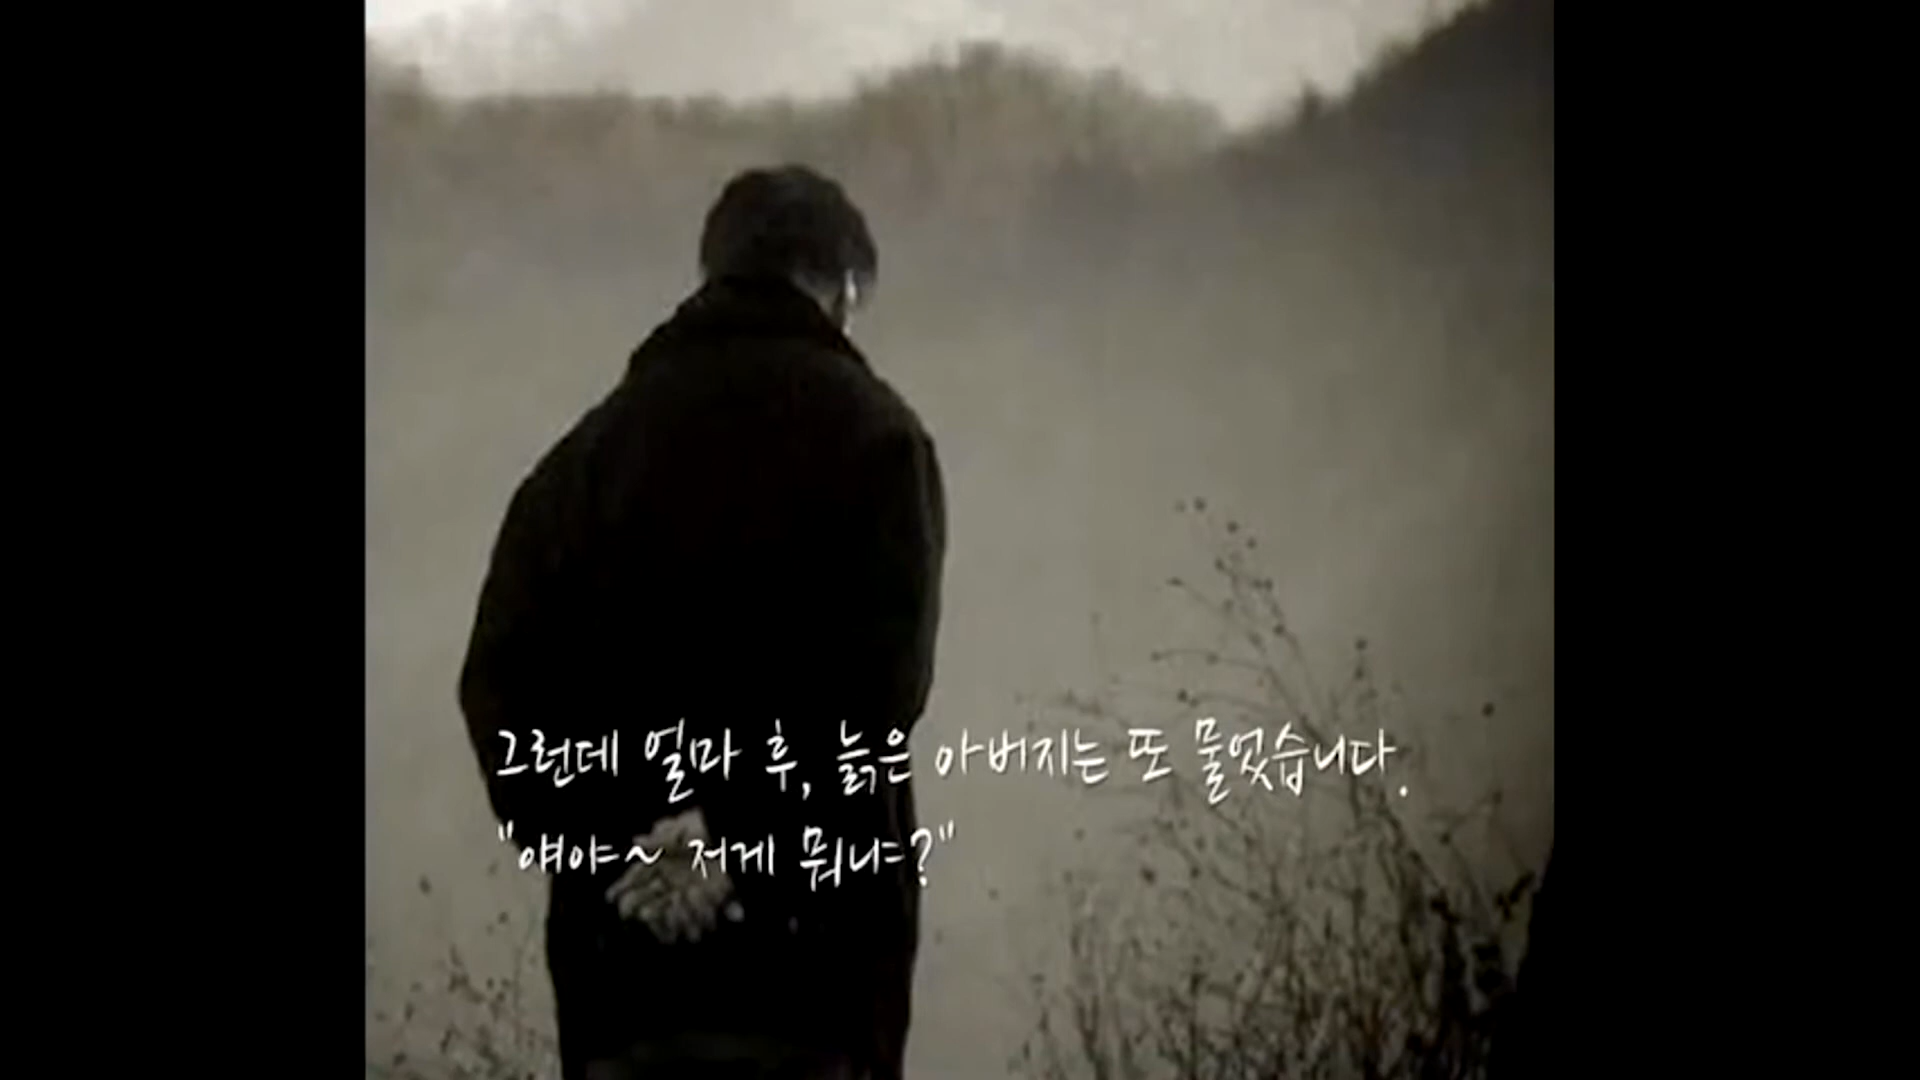 그런데 얼마 후, 늙은 아버지는 또 물었습니다.
"얘야~ 저게 뭐냐?"